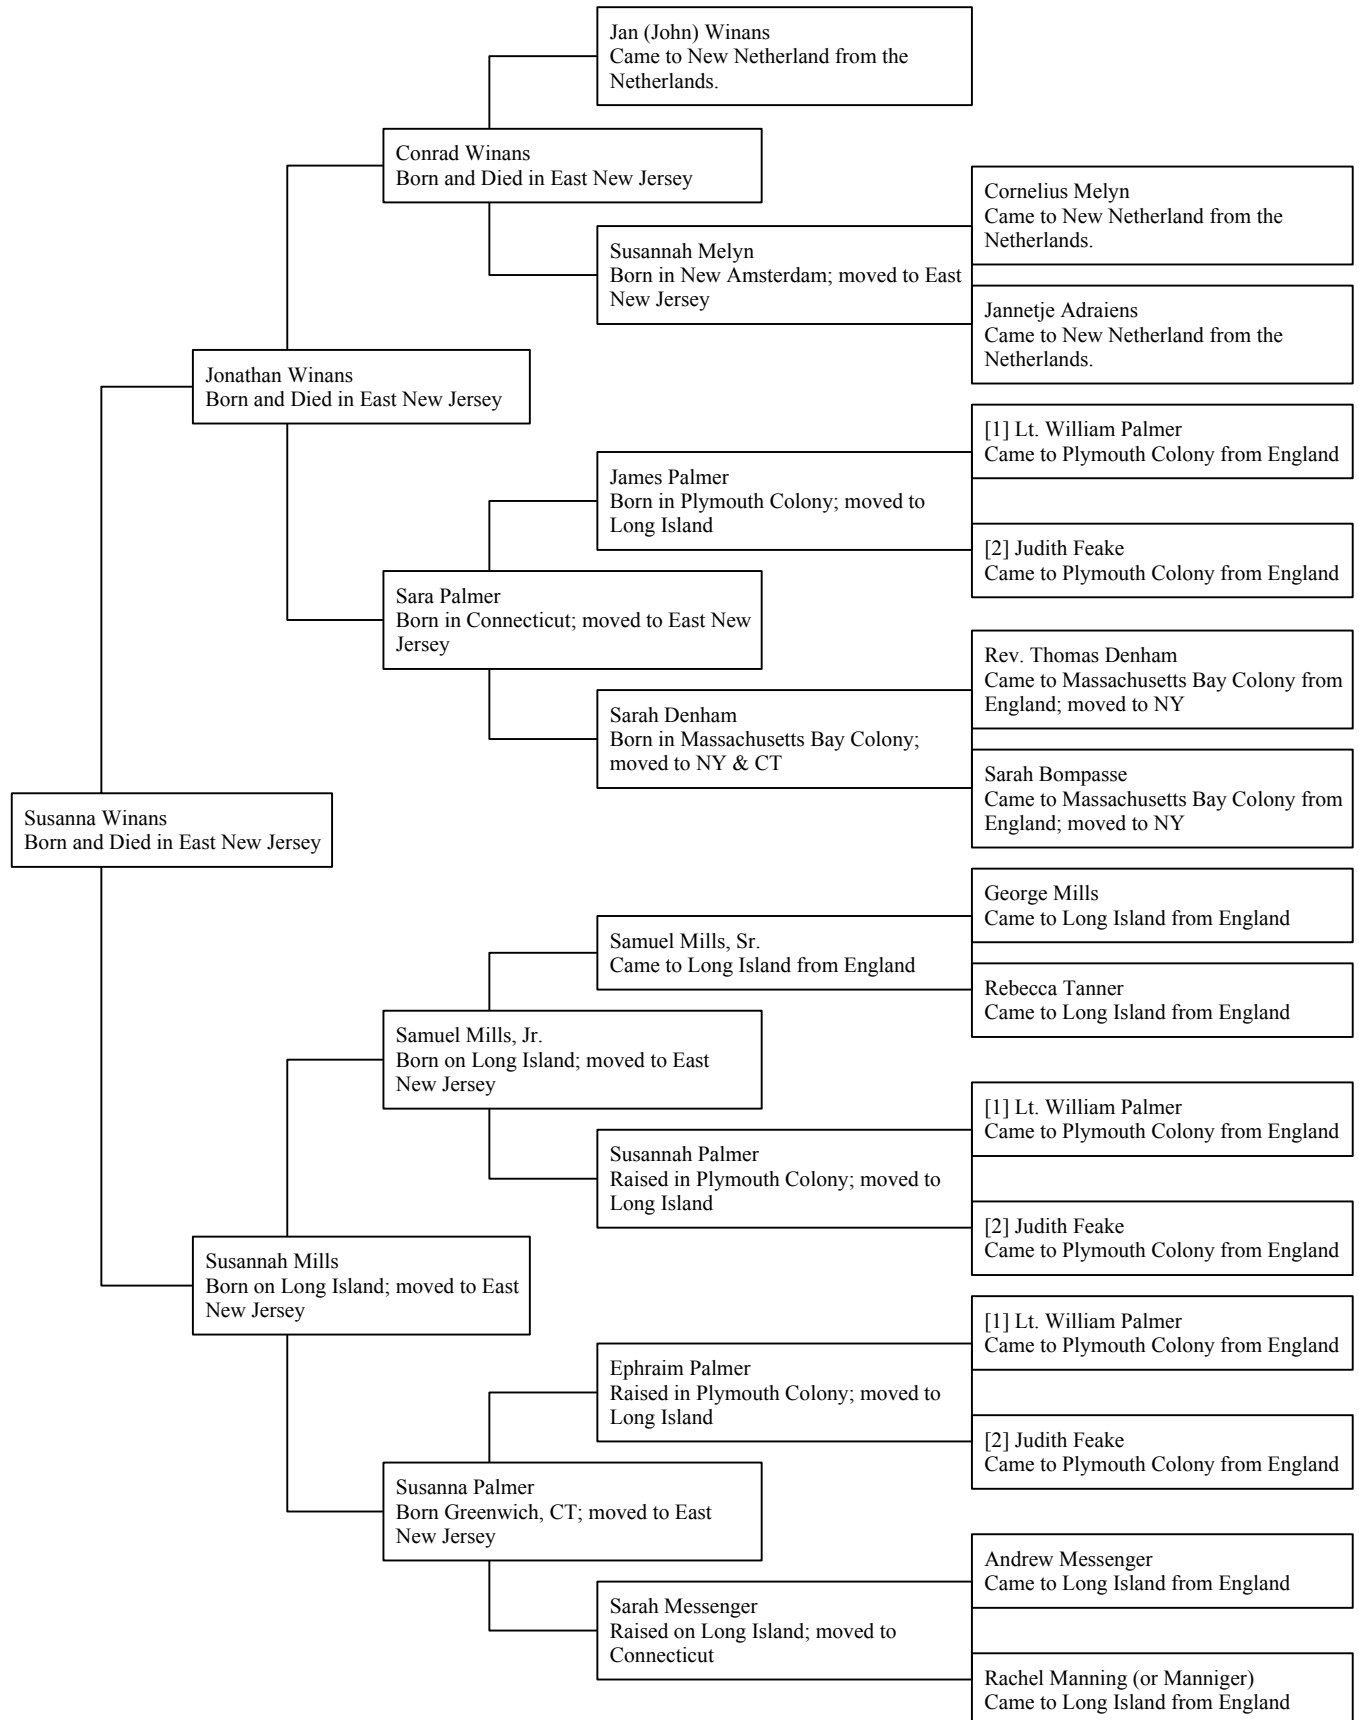 Jan (John) Winans
Came to New Netherland from the
Netherlands.
Conrad Winans
Born and Died in East New Jersey
Cornelius Melyn
Came to New Netherland from the
Netherlands.
Susannah Melyn
Born in New Amsterdam; moved to East
New Jersey
Jannetje Adraiens
Came to New Netherland from the
Netherlands.
Jonathan Winans
Born and Died in East New Jersey
[1] Lt. William Palmer
Came to Plymouth Colony from England
James Palmer
Born in Plymouth Colony; moved to
Long Island
[2] Judith Feake
Came to Plymouth Colony from England
Sara Palmer
Born in Connecticut; moved to East New
Jersey
Rev. Thomas Denham
Came to Massachusetts Bay Colony from
England; moved to NY
Sarah Denham
Born in Massachusetts Bay Colony;
moved to NY & CT
Sarah Bompasse
Came to Massachusetts Bay Colony from
England; moved to NY
Susanna Winans
Born and Died in East New Jersey
George Mills
Came to Long Island from England
Samuel Mills, Sr.
Came to Long Island from England
Rebecca Tanner
Came to Long Island from England
Samuel Mills, Jr.
Born on Long Island; moved to East
New Jersey
[1] Lt. William Palmer
Came to Plymouth Colony from England
Susannah Palmer
Raised in Plymouth Colony; moved to
Long Island
[2] Judith Feake
Came to Plymouth Colony from England
Susannah Mills
Born on Long Island; moved to East
New Jersey
[1] Lt. William Palmer
Came to Plymouth Colony from England
Ephraim Palmer
Raised in Plymouth Colony; moved to
Long Island
[2] Judith Feake
Came to Plymouth Colony from England
Susanna Palmer
Born Greenwich, CT; moved to East
New Jersey
Andrew Messenger
Came to Long Island from England
Sarah Messenger
Raised on Long Island; moved to
Connecticut
Rachel Manning (or Manniger)
Came to Long Island from England